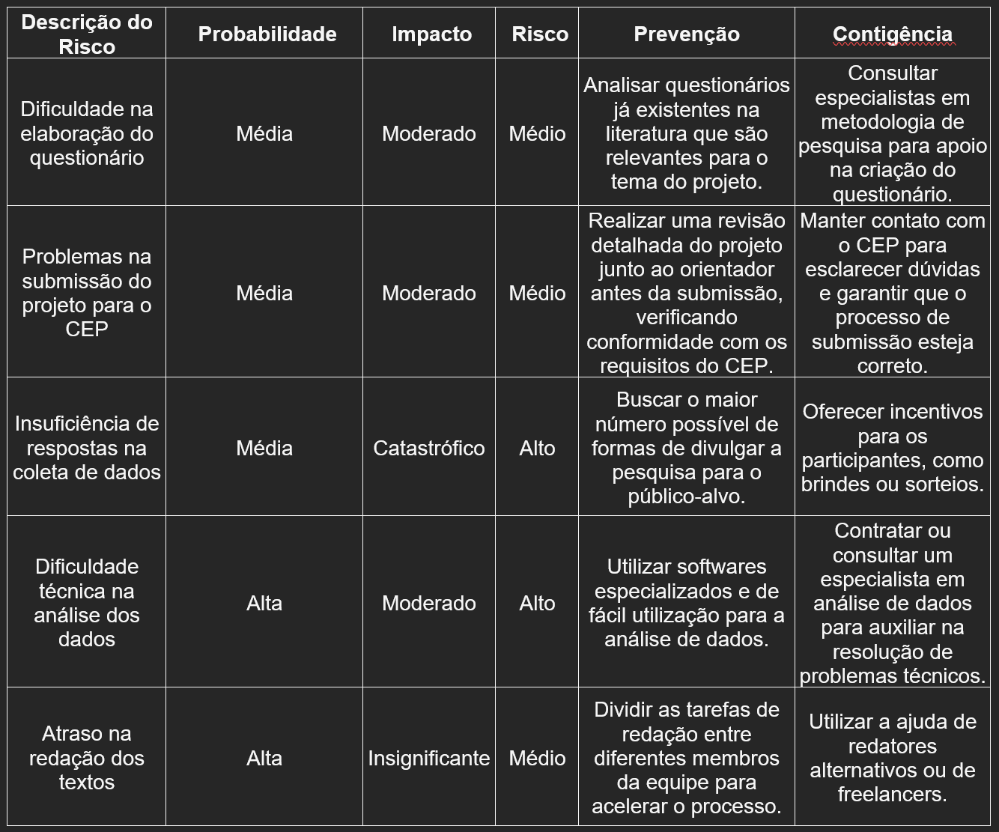 Descrição do
Risco
Probabilidade
Impacto
Risco
Prevenção
Contigência
Dificuldade na
elaboração do
questionário
Média
Moderado
Médio
Analisar questionários
já existentes na
literatura que são
relevantes para o
tema do projeto.
Consultar
especialistas em
metodologia de
pesquisa para apoio
na criação do
questionário.
Problemas na
submissão do
projeto para o
CEP
Média
Moderado
Médio
Realizar uma revisão
detalhada do projeto
junto ao orientador
antes da submissão,
verificando
conformidade com os
requisitos do CEP.
Manter contato com
o CEP para
esclarecer dúvidas
e garantir que o
processo de
submissão esteja
correto.
Insuficiência de
respostas na
coleta de dados
Média
Catastrófico
Alto
Buscar o maior
número possível de
formas de divulgar a
pesquisa para o
público-alvo.
Oferecer incentivos
para os
participantes, como
brindes ou sorteios.
Dificuldade
técnica na
análise dos
dados
Alta
Moderado
Alto
Utilizar softwares
especializados e de
fácil utilização para a
análise de dados.
Contratar ou
consultar um
especialista em
análise de dados
para auxiliar na
resolução de
problemas técnicos.
Atraso na
redação dos
textos
Alta
Insignificante
Médio
Dividir as tarefas de
redação entre
diferentes membros
da equipe para
acelerar o processo.
Utilizar a ajuda de
redatores
alternativos ou de
freelancers.